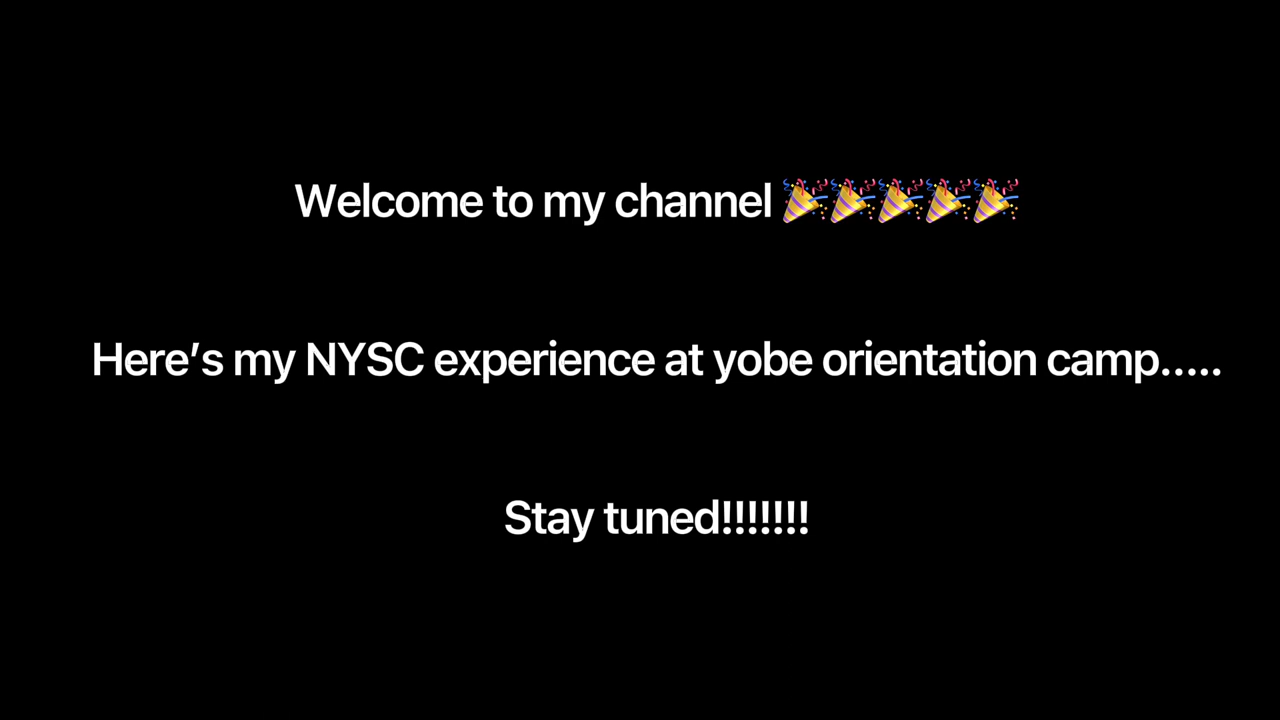 Welcome to my channel 🎉🎉🎉🎉🎉
Here’s my NYSC experience at yobe orientation camp.....
Stay tuned!!!!!!!